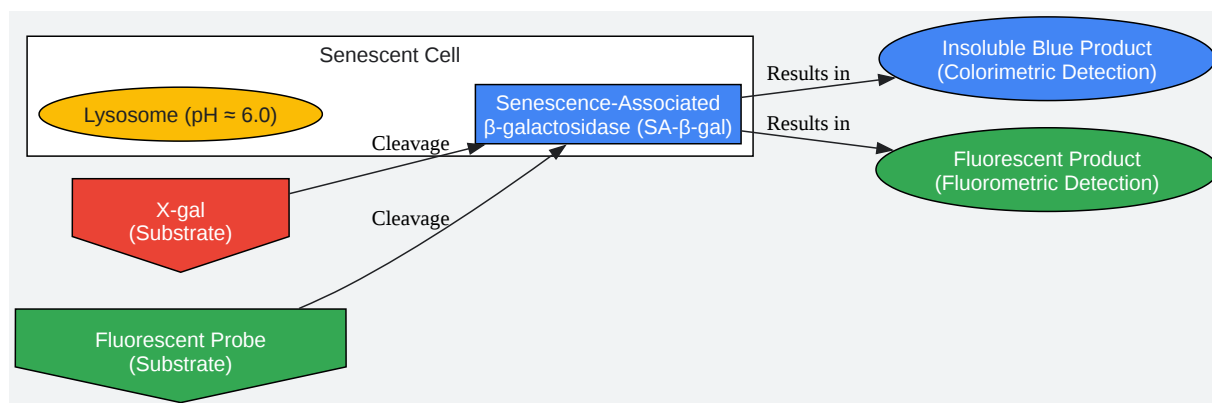 Senescent Cell
Lysosome (pH ≈ 6.0)
Senescence-Associated
β-galactosidase (SA-β-gal)
Results in
Results in
Insoluble Blue Product
(Colorimetric Detection)
Fluorescent Product
(Fluorometric Detection)
Cleavage
X-gal
(Substrate)
Cleavage
Fluorescent Probe
(Substrate)